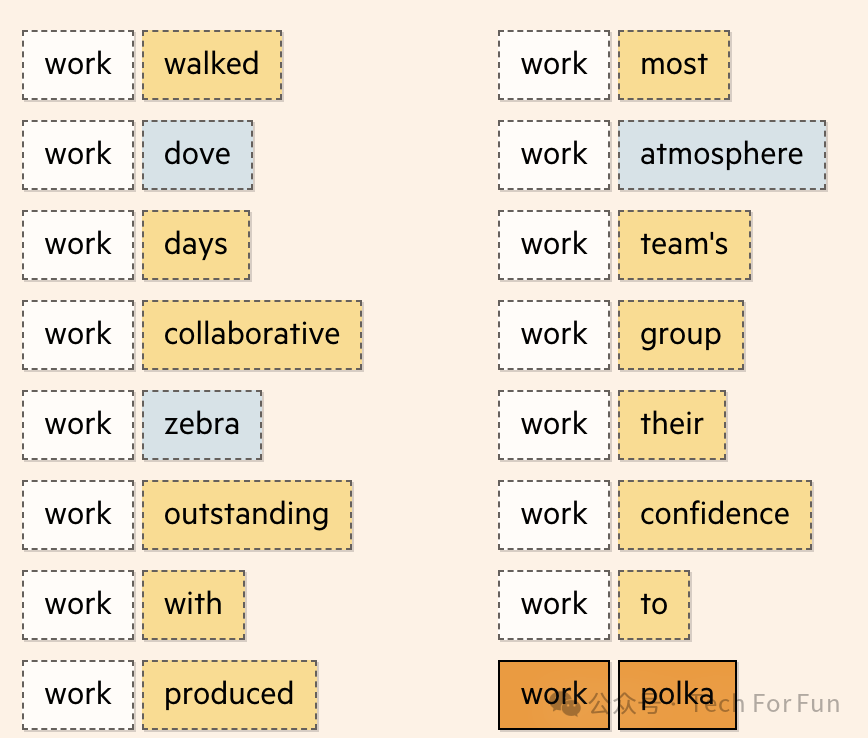 work walked
work dove
work days
work collaborative
work zebra
work outstanding
work with
work produced
work most
work atmosphere
work team's
work group
work their
work confidence
work to
work polka
公众号 · Tech For Fun